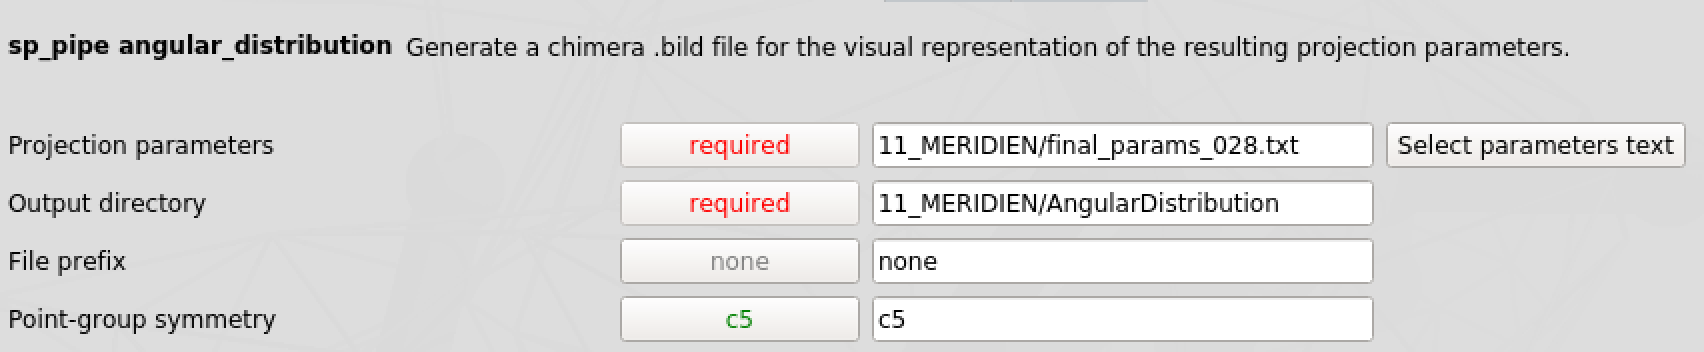 sp_pipe angular_distribution Generate a chimera .bild file for the visual representation of the resulting projection parameters.
Projection parameters required 11_MERIDIEN/final_params_028.txt Select parameters text
Output directory required 11_MERIDIEN/AngularDistribution
File prefix none none
Point-group symmetry c5 c5